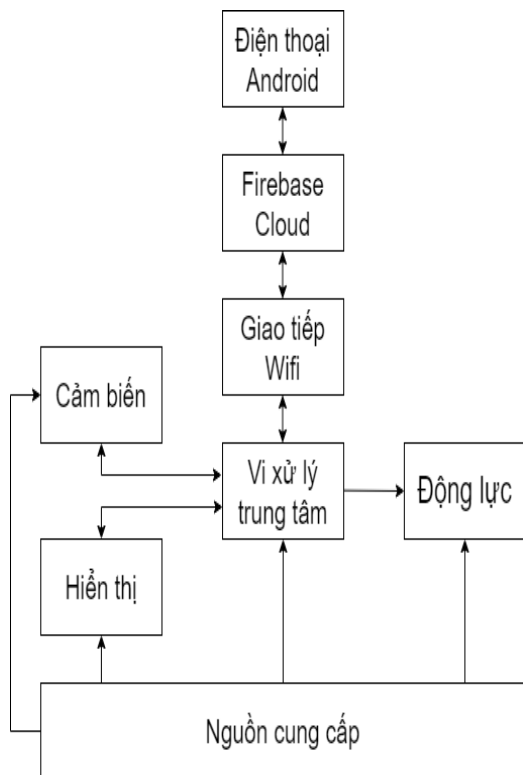 Điện thoại
Android
Firebase
Cloud
Giao tiếp
Wifi
Cảm biến
Vi xử lý
trung tâm
Động lực
Hiển thị
Nguồn cung cấp